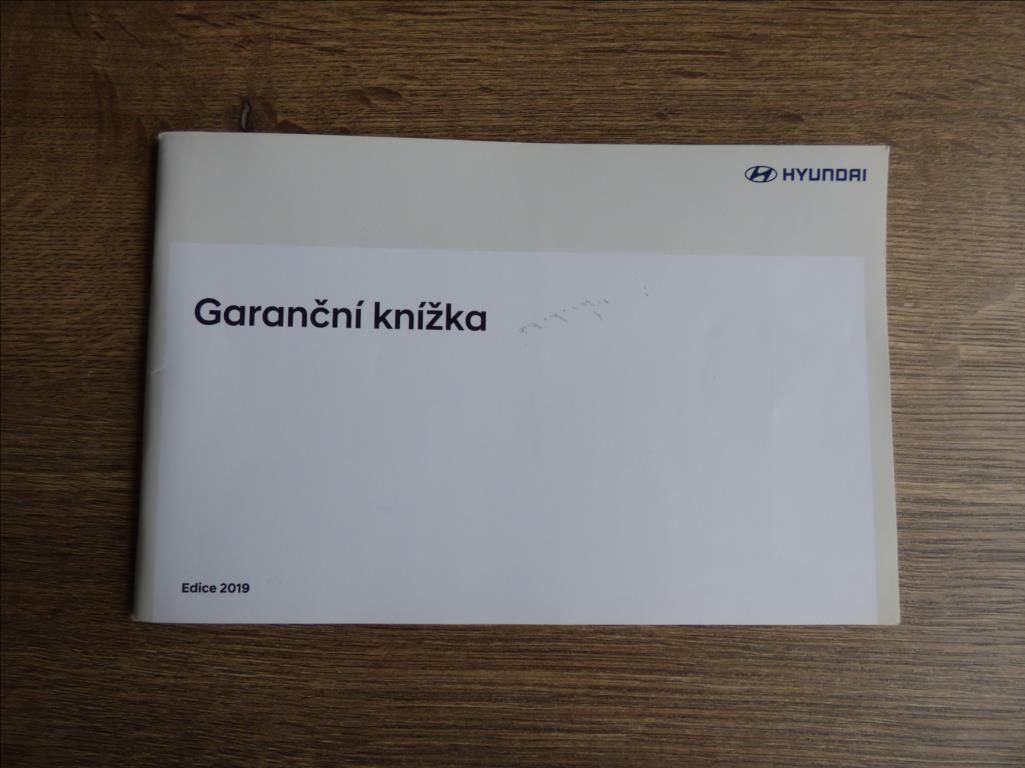 HYUNDAI
Garanční knížka
Edice 2019